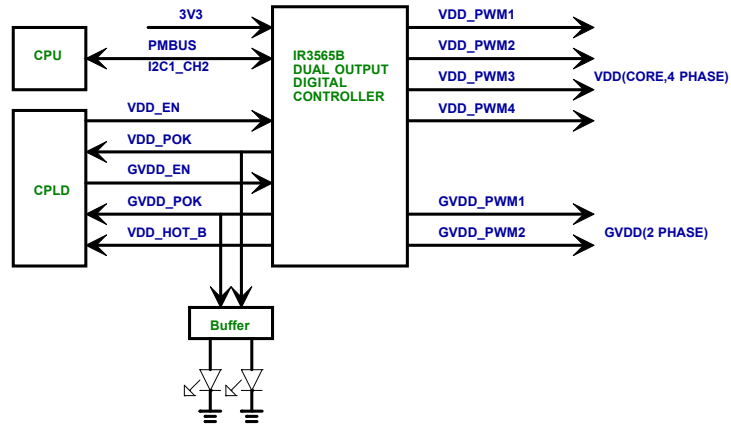 3V3
CPU
PMBUS
I2C1_CH2
IR3565B
DUAL OUTPUT
DIGITAL
CONTROLLER
VDD_PWM1
VDD_PWM2
VDD_PWM3
VDD(CORE,4 PHASE)
VDD_PWM4
VDD_EN
VDD_POK
GVDD_EN
CPLD
GVDD_POK
VDD_HOT_B
GVDD_PWM1
GVDD_PWM2
GVDD(2 PHASE)
Buffer